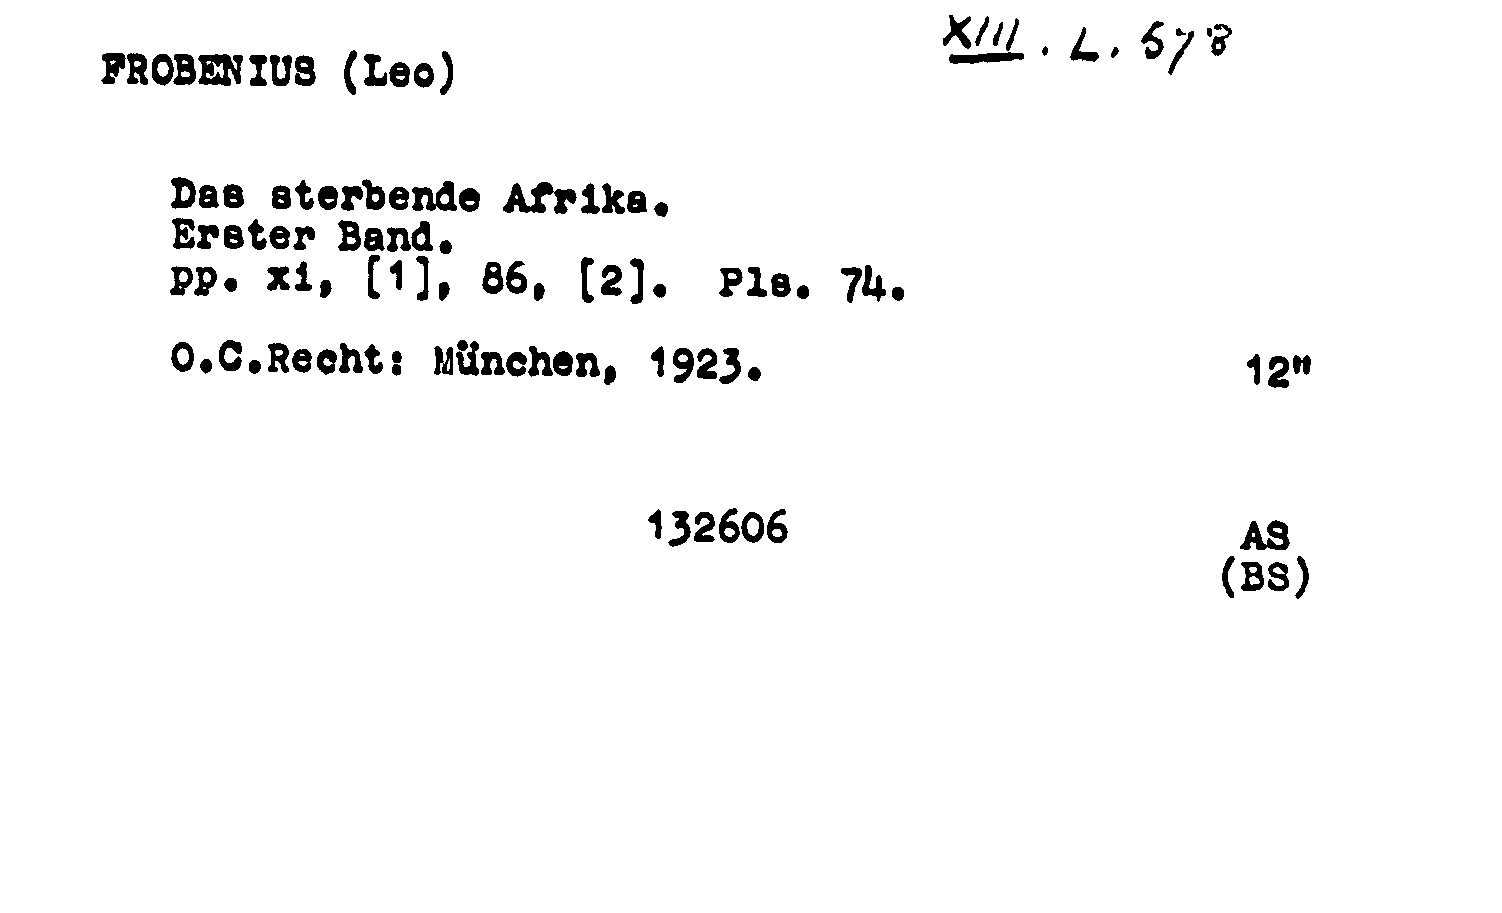 XIII. L. 578
FROBENIUS (Leo)
Das sterbende Afrika.
Erster Band.
pp. xi, [1], 86, [2]. Pls. 74.
O.C.Recht: München, 1923. 12"
132606
AS
(BS)